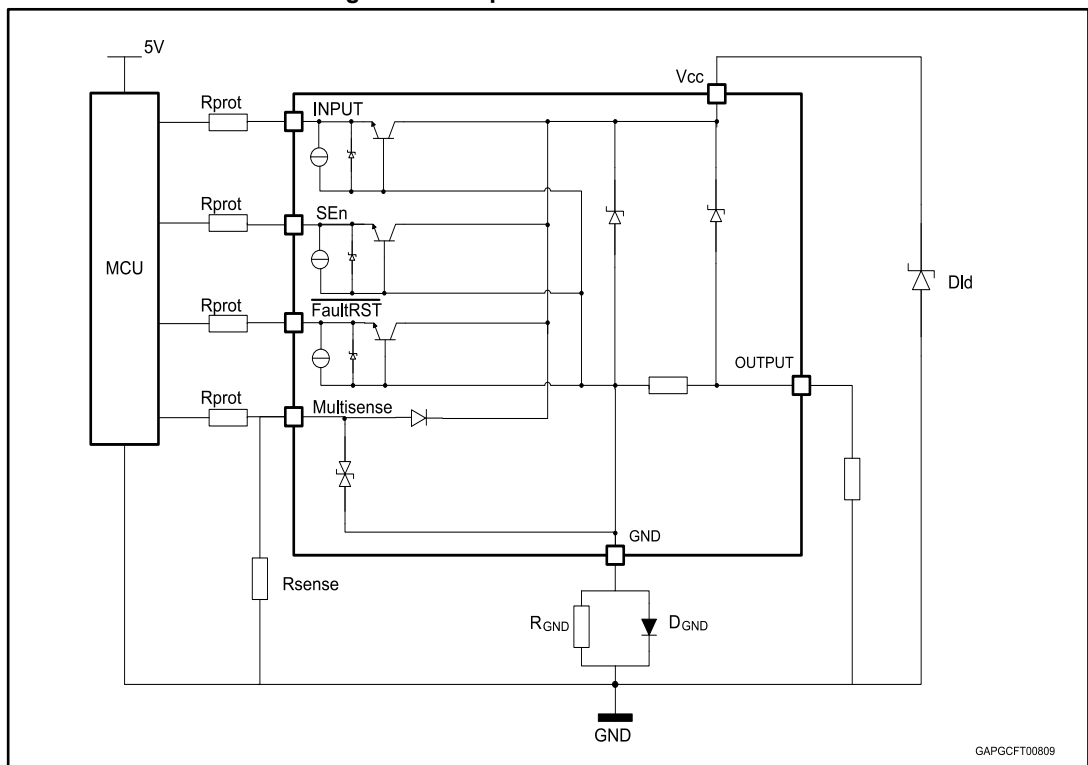 5V
Vcc
Rprot
INPUT
Rprot
SEn
MCU
Dld
Rprot
FaultRST
OUTPUT
Rprot
Multisense
GND
Rsense
RGND
DGND
GND
GAPGCFT00809